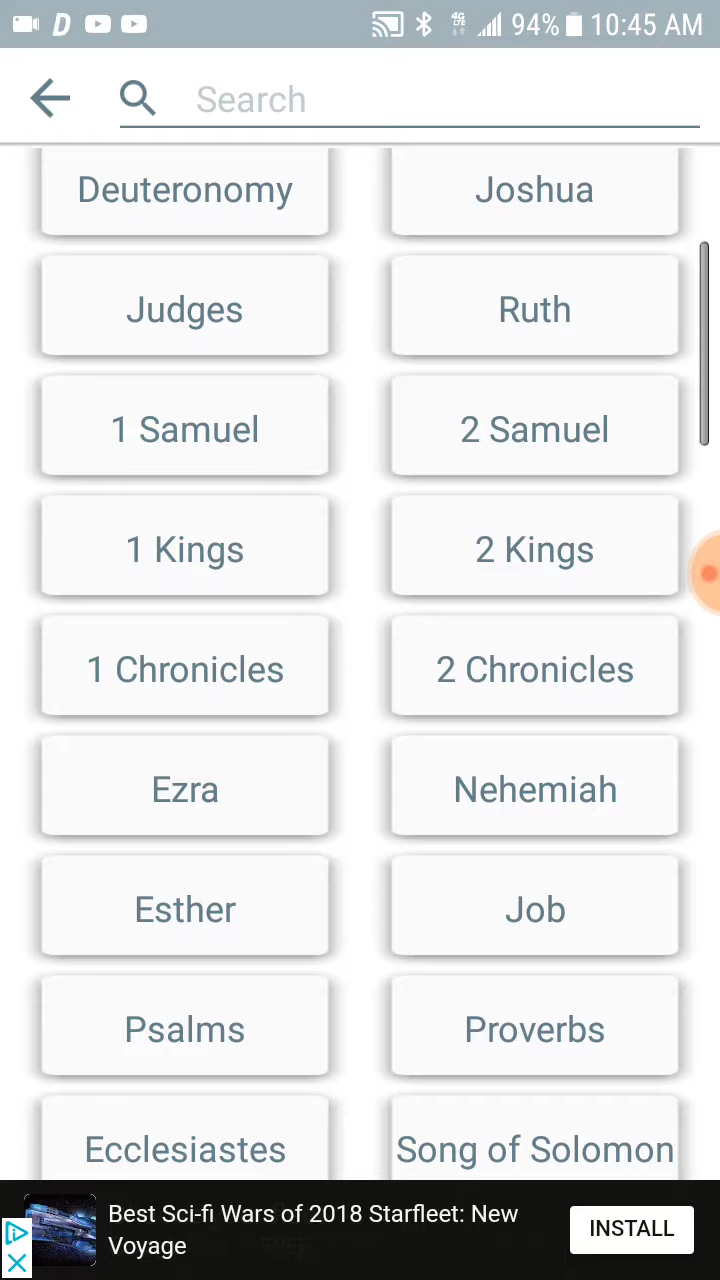 D 4G LTE 94% 10:45 AM
Search
Deuteronomy Joshua
Judges Ruth
1 Samuel 2 Samuel
1 Kings 2 Kings
1 Chronicles 2 Chronicles
Ezra Nehemiah
Esther Job
Psalms Proverbs
Ecclesiastes Song of Solomon
Best Sci-fi Wars of 2018 Starfleet: New
Voyage
INSTALL